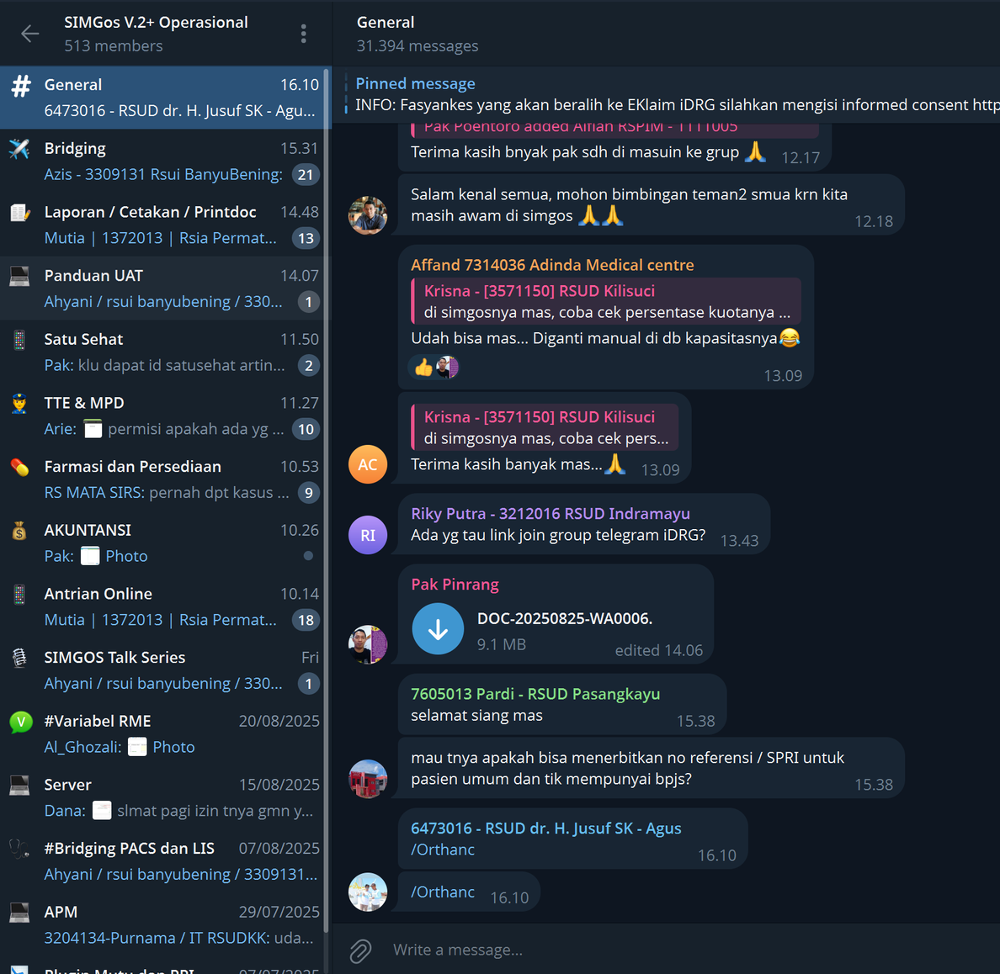 SIMGos V.2+ Operasional
513 members
General
16.10
6473016 - RSUD dr. H. Jusuf SK - Agu...
Bridging
15.31
Azis - 3309131 Rsui BanyuBening:
21
Laporan / Cetakan / Printdoc
14.48
Mutia | 1372013 | Rsia Permat...
13
Panduan UAT
14.07
Ahyani / rsui banyubening / 330...
1
Satu Sehat
11.50
Pak: klu dapat id satusehat artin...
2
TTE & MPD
11.27
Arie: permisi apakah ada yg ...
10
Farmasi dan Persediaan
10.53
RS MATA SIRS: pernah dpt kasus ...
9
AKUNTANSI
10.26
Pak: Photo
Antrian Online
10.14
Mutia | 1372013 | Rsia Permat...
18
SIMGOS Talk Series
Fri
Ahyani / rsui banyubening / 330...
1
#Variabel RME
20/08/2025
Al_Ghozali: Photo
Server
15/08/2025
Dana: slmat pagi izin tnya gmn y...
#Bridging PACS dan LIS
07/08/2025
Ahyani / rsui banyubening / 3309131...
APM
29/07/2025
3204134-Purnama / IT RSUDKK: uda...
General
31.394 messages
Pinned message
INFO: Fasyankes yang akan beralih ke EKlaim iDRG silahkan mengisi informed consent http
Pak Poentoro added Alfian RSPIM - 1111005
Terima kasih bnyak pak sdh di masuin ke grup 🙏
12.17
Salam kenal semua, mohon bimbingan teman2 smua krn kita
masih awam di simgos 🙏🙏
12.18
Affand 7314036 Adinda Medical centre
Krisna - [3571150] RSUD Kilisuci
di simgosnya mas, coba cek persentase kuotanya ...
Udah bisa mas... Diganti manual di db kapasitasnya😂
👍
13.09
Krisna - [3571150] RSUD Kilisuci
di simgosnya mas, coba cek pers...
AC
Terima kasih banyak mas...🙏
13.09
Riky Putra - 3212016 RSUD Indramayu
RI
Ada yg tau link join group telegram iDRG?
13.43
Pak Pinrang
DOC-20250825-WA0006.
9.1 MB
edited 14.06
7605013 Pardi - RSUD Pasangkayu
selamat siang mas
15.38
mau tnya apakah bisa menerbitkan no referensi / SPRI untuk
pasien umum dan tik mempunyai bpjs?
15.38
6473016 - RSUD dr. H. Jusuf SK - Agus
/Orthanc
16.10
/Orthanc
16.10
Write a message...